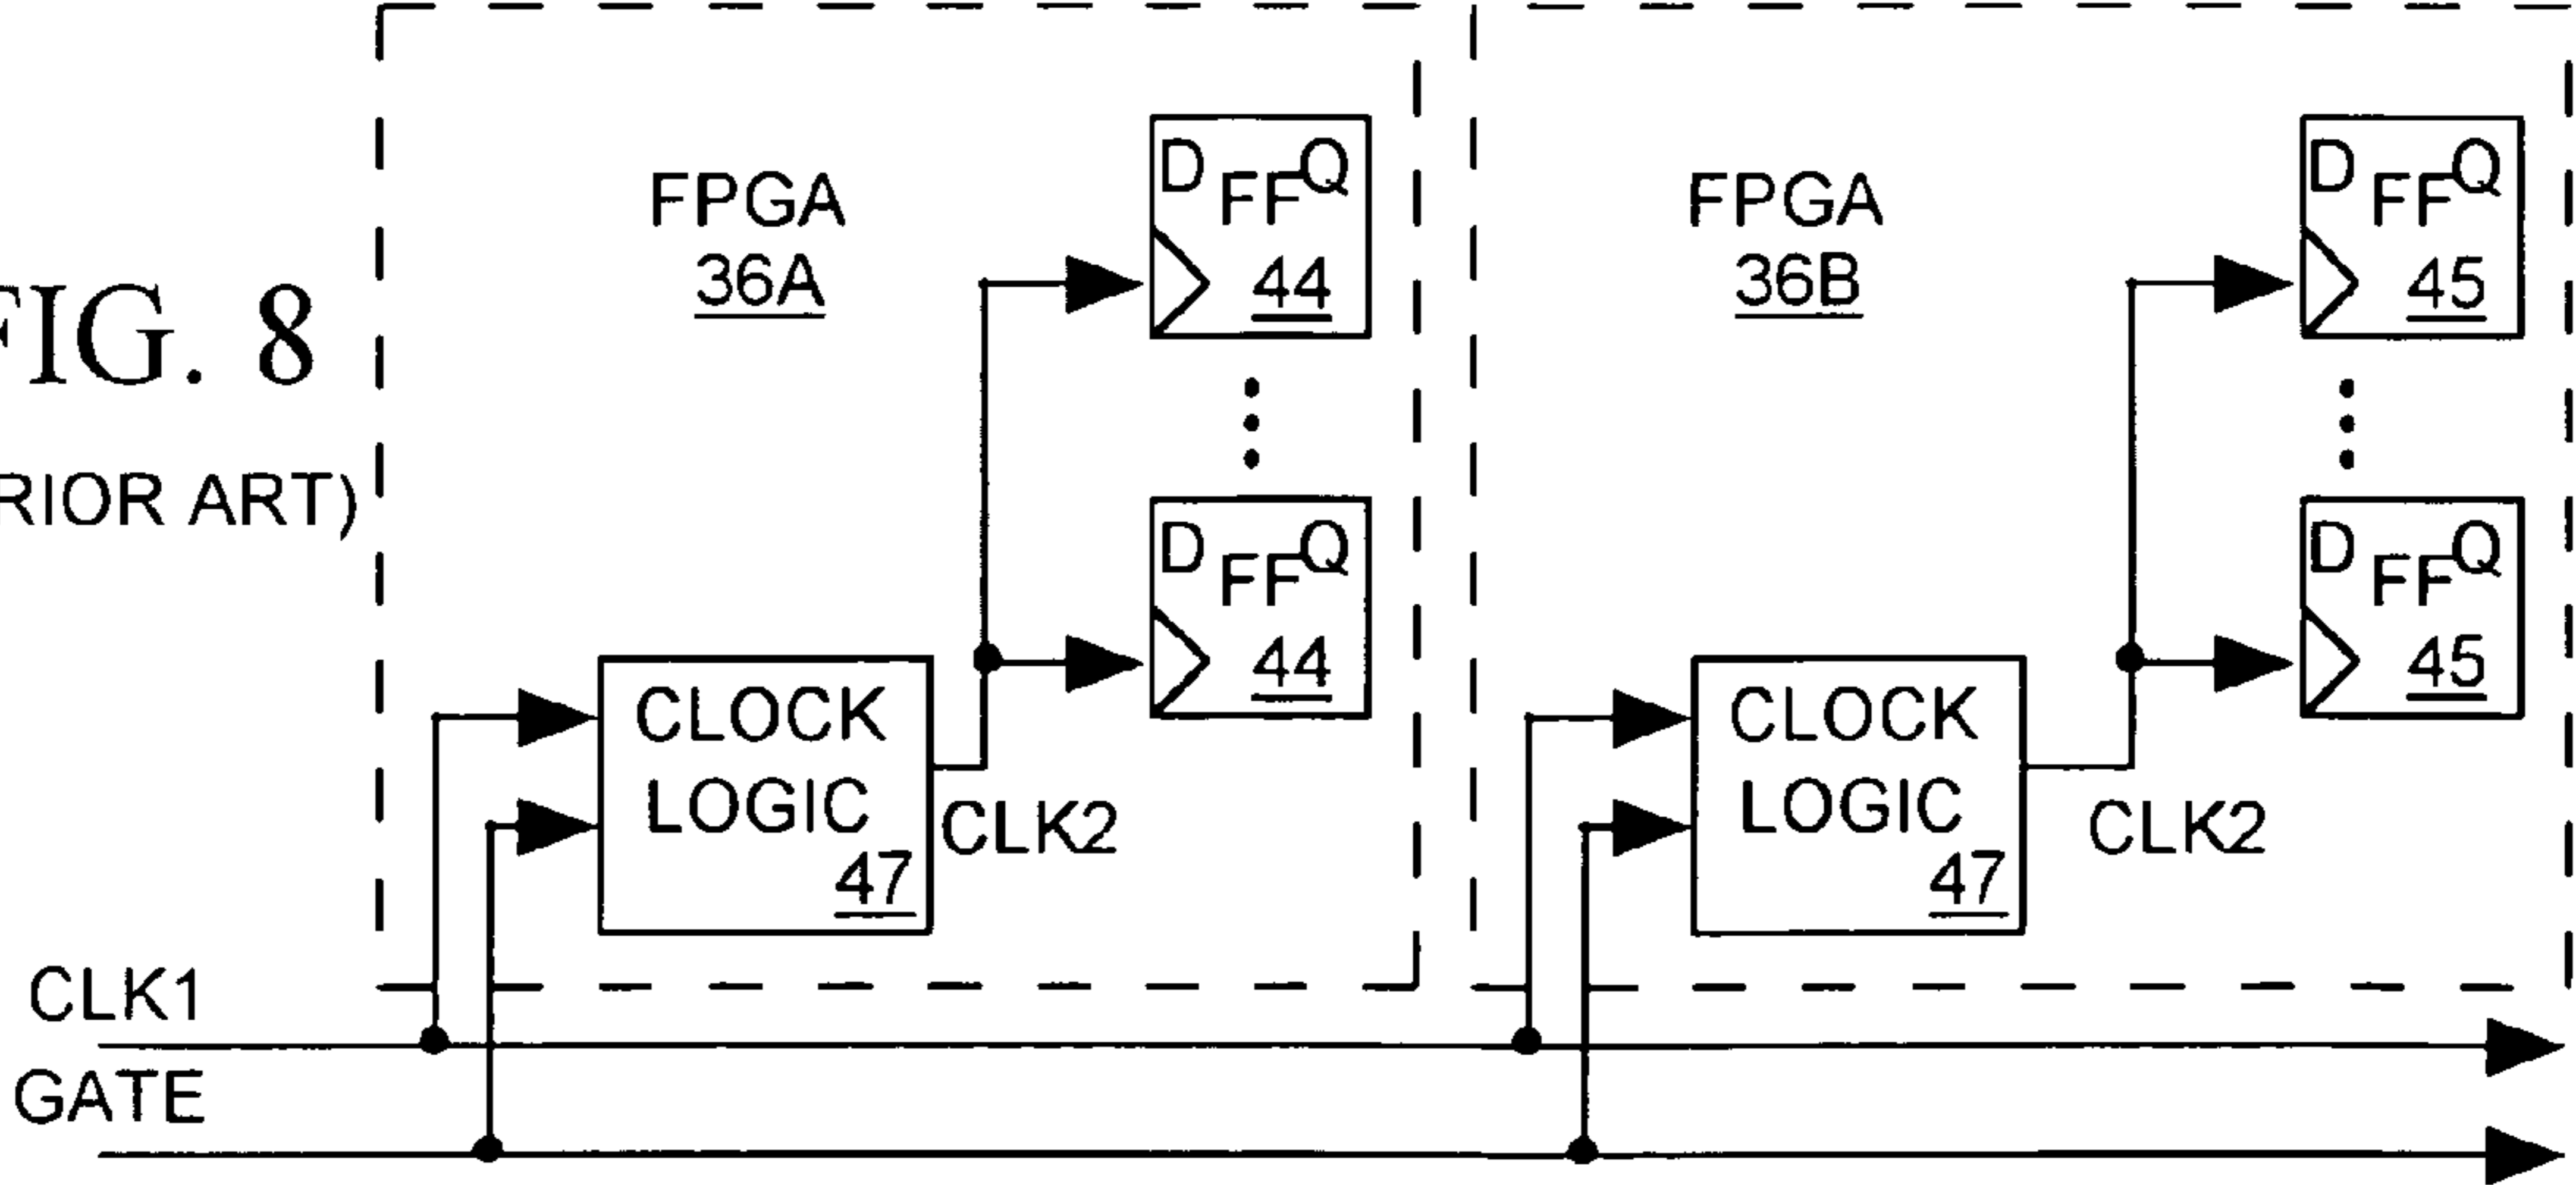 FIG. 8
RIOR ART)
FPGA
36A
D FF Q
44
D FF Q
44
CLOCK
LOGIC
47
CLK2
FPGA
36B
D FF Q
45
D FF Q
45
CLOCK
LOGIC
47
CLK2
CLK1
GATE